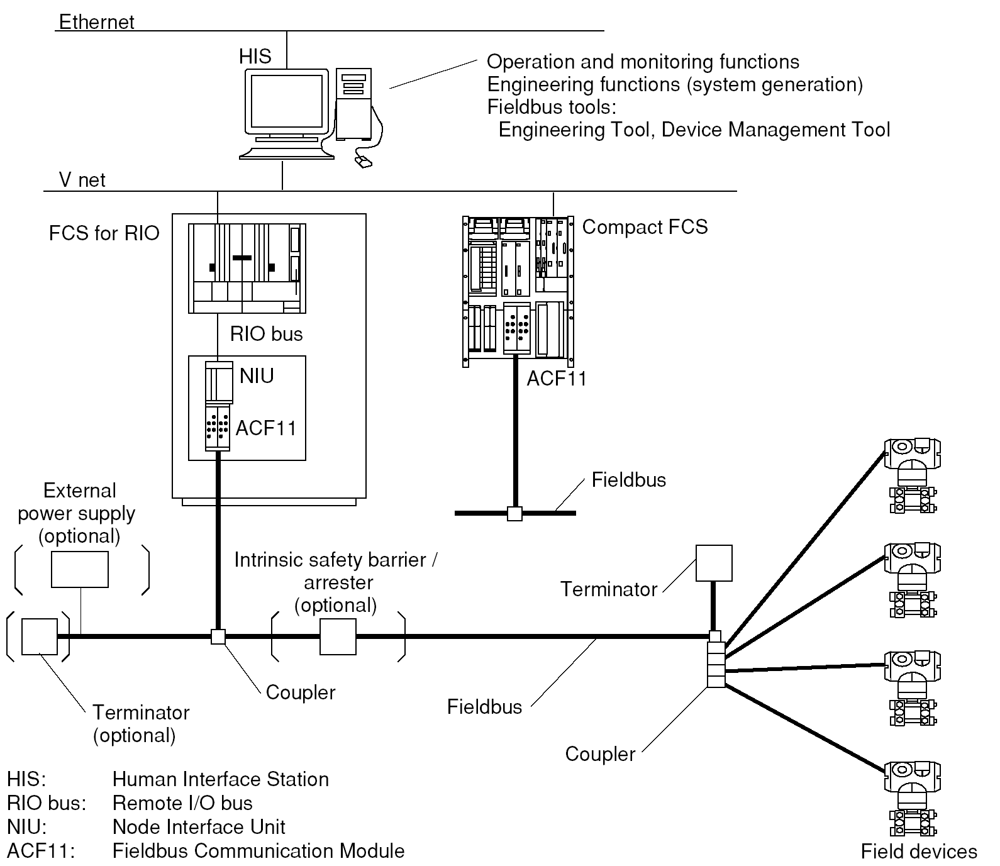 Ethernet
HIS
Operation and monitoring functions
Engineering functions (system generation)
Fieldbus tools:
Engineering Tool, Device Management Tool
V net
FCS for RIO
Compact FCS
RIO bus
NIU
ACF11
ACF11
Fieldbus
External
power supply
(optional)
Intrinsic safety barrier /
arrester
(optional)
Terminator
Coupler
Terminator
(optional)
Fieldbus
Coupler
HIS: Human Interface Station
RIO bus: Remote I/O bus
NIU: Node Interface Unit
ACF11: Fieldbus Communication Module
Field devices